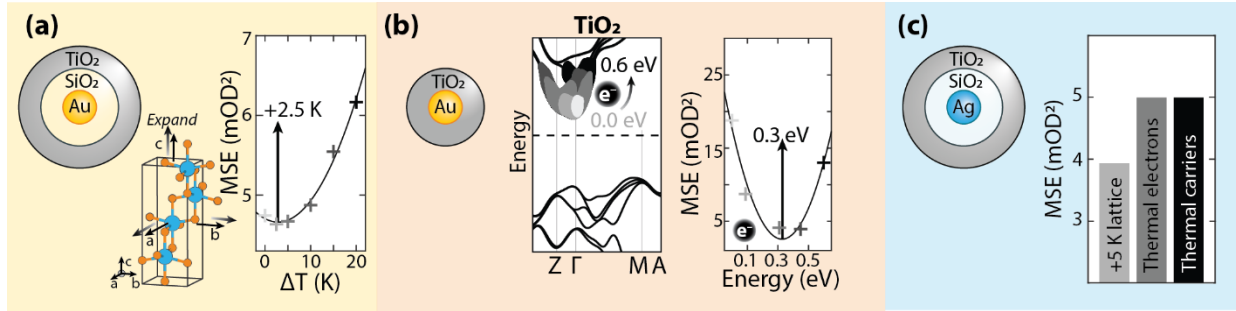 (a)
TiO₂
SiO₂
Au
Expand
c
a
b
c
a
b
MSE (mOD²)
7
6
5
4
+2.5 K
0
10
20
ΔT (K)
(b)
TiO₂
Au
TiO₂
Energy
0.6 eV
e⁻
0.0 eV
Z Γ M A
MSE (mOD²)
25
15
5
0.3 eV
e⁻
0.1 0.3 0.5
Energy (eV)
(c)
TiO₂
SiO₂
Ag
MSE (mOD²)
5
4
3
+5 K lattice
Thermal electrons
Thermal carriers